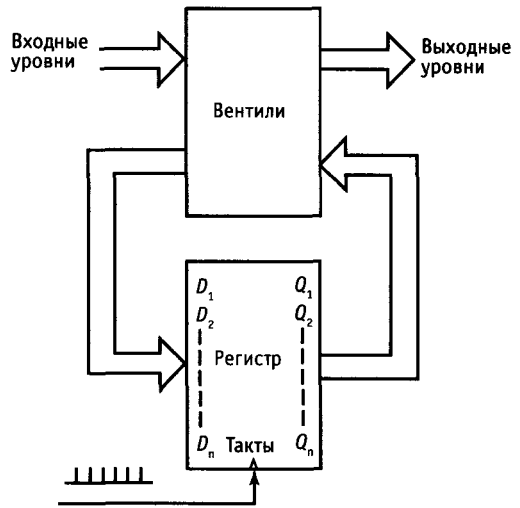 Входные
уровни
Выходные
уровни
Вентили
D₁ Q₁
D₂ Q₂
Регистр
Dₙ Такты Qₙ